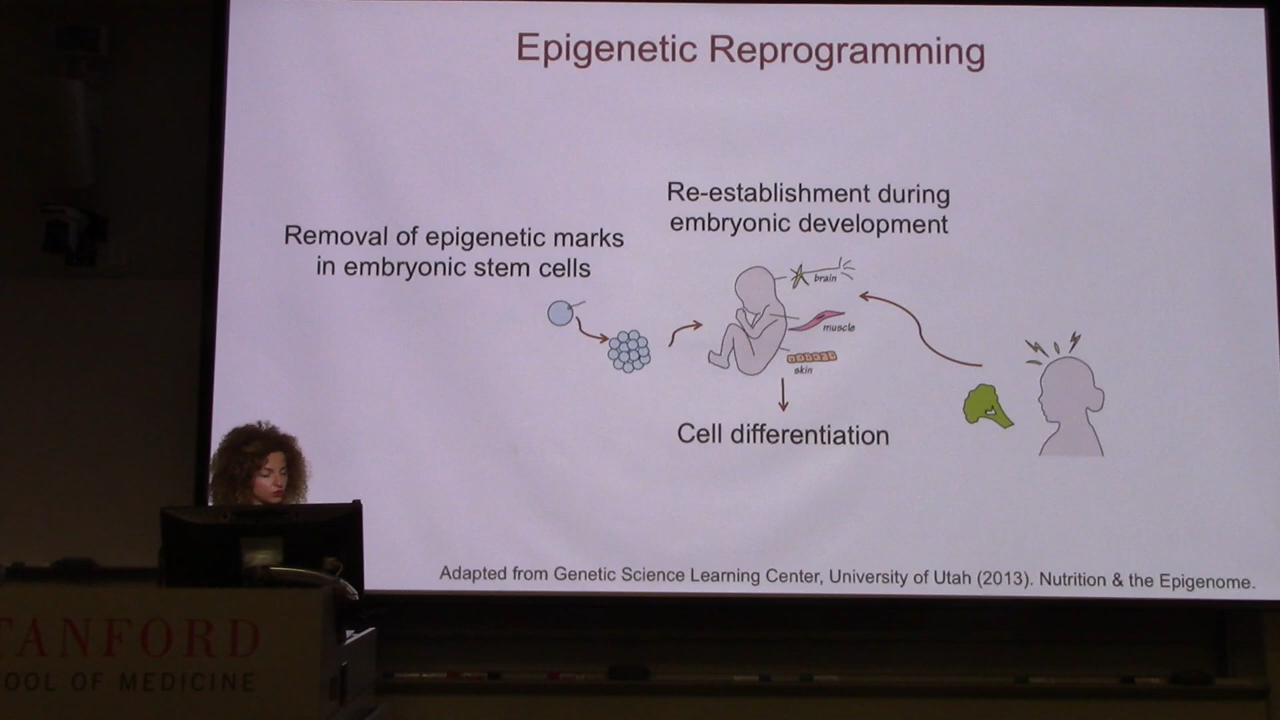 Epigenetic Reprogramming
Removal of epigenetic marks
in embryonic stem cells
Re-establishment during
embryonic development
brain
muscle
skin
Cell differentiation
Adapted from Genetic Science Learning Center, University of Utah (2013). Nutrition & the Epigenome.
TANFORD
OOL OF MEDICINE